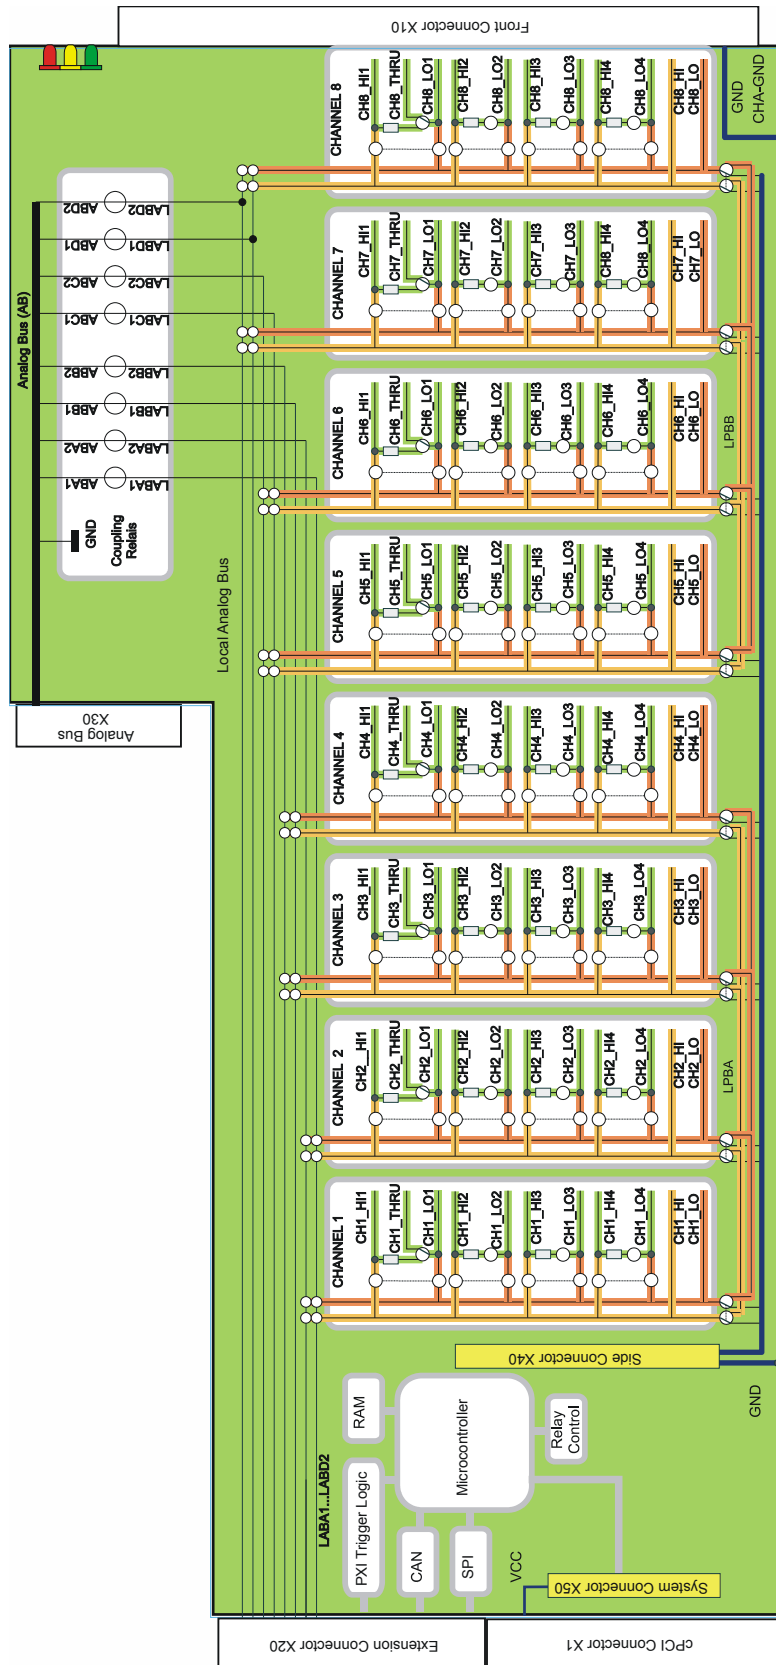 Front Connector X10
GND
CHA-GND
CHANNEL 8
CH8_HI1
CH8_THRU
CH8_LO1
CH8_HI2
CH8_LO2
CH8_HI3
CH8_LO3
CH8_HI4
CH8_LO4
CH8_HI
CH8_LO
CHANNEL 7
CH7_HI1
CH7_THRU
CH7_LO1
CH7_HI2
CH7_LO2
CH7_HI3
CH7_LO3
CH8_HI4
CH8_LO4
CH7_HI
CH7_LO
CHANNEL 6
CH6_HI1
CH6_THRU
CH6_LO1
CH6_HI2
CH6_LO2
CH6_HI3
CH6_LO3
CH6_HI4
CH6_LO4
CH6_HI
CH6_LO
LPBB
CHANNEL 5
CH5_HI1
CH5_THRU
CH5_LO1
CH5_HI2
CH5_LO2
CH5_HI3
CH5_LO3
CH5_HI4
CH5_LO4
CH5_HI
CH5_LO
CHANNEL 4
CH4_HI1
CH4_THRU
CH4_LO1
CH4_HI2
CH4_LO2
CH4_HI3
CH4_LO3
CH4_HI4
CH4_LO4
CH4_HI
CH4_LO
CHANNEL 3
CH3_HI1
CH3_THRU
CH3_LO1
CH3_HI2
CH3_LO2
CH3_HI3
CH3_LO3
CH3_HI4
CH3_LO4
CH3_HI
CH3_LO
CHANNEL 2
CH2__HI1
CH2_THRU
CH2_LO1
CH2_HI2
CH2_LO2
CH2_HI3
CH2_LO3
CH2_HI4
CH2_LO4
CH2_HI
CH2_LO
LPBA
CHANNEL 1
CH1_HI1
CH1_THRU
CH1_LO1
CH1_HI2
CH1_LO2
CH1_HI3
CH1_LO3
CH1_HI4
CH1_LO4
CH1_HI
CH1_LO
Analog Bus (AB)
ABD2
LABD2
ABD1
LABD1
ABC2
LABC2
ABC1
LABC1
ABB2
LABB2
ABB1
LABB1
ABA2
LABA2
ABA1
LABA1
GND
Coupling
Relais
Local Analog Bus
Analog Bus
X30
Side Connector X40
GND
LABA1...LABD2
RAM
PXI Trigger Logic
Microcontroller
Relay
Control
CAN
SPI
VCC
System Connector X50
Extension Connector X20
cPCI Connector X1